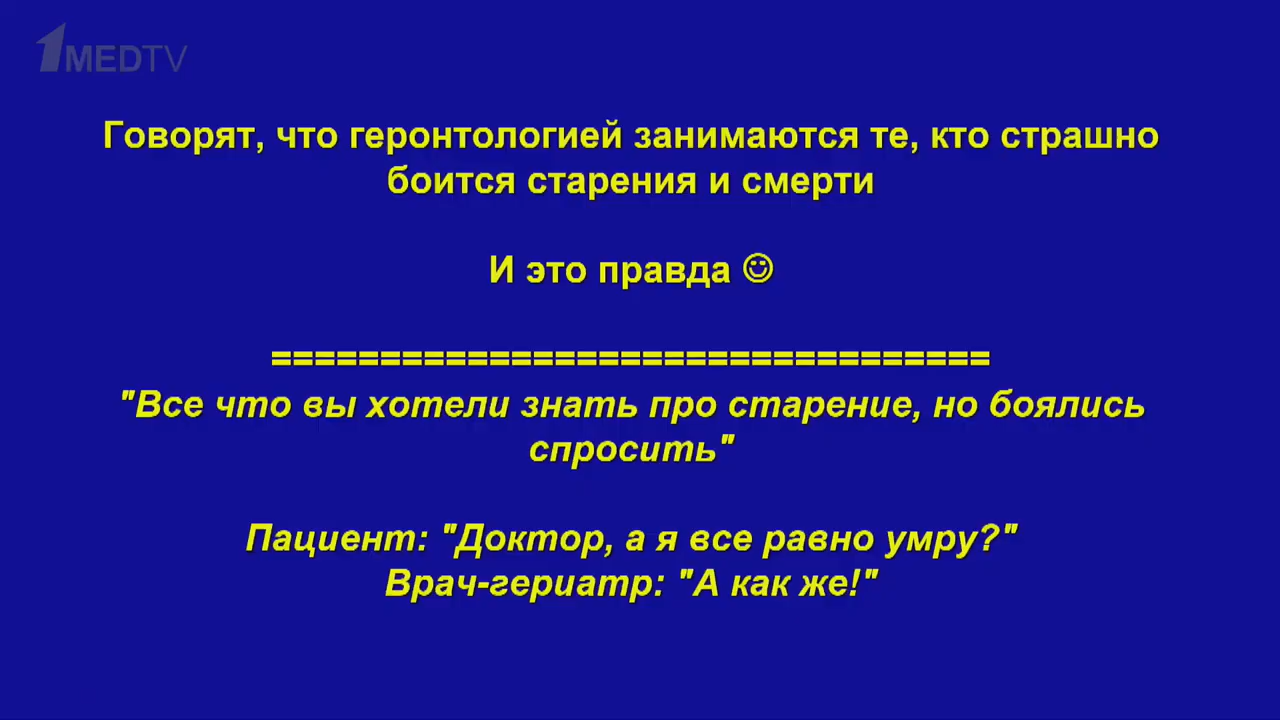 1MEDTV
Говорят, что геронтологией занимаются те, кто страшно
боится старения и смерти
И это правда ☺
=================================
"Все что вы хотели знать про старение, но боялись
спросить"
Пациент: "Доктор, а я все равно умру?"
Врач-гериатр: "А как же!"